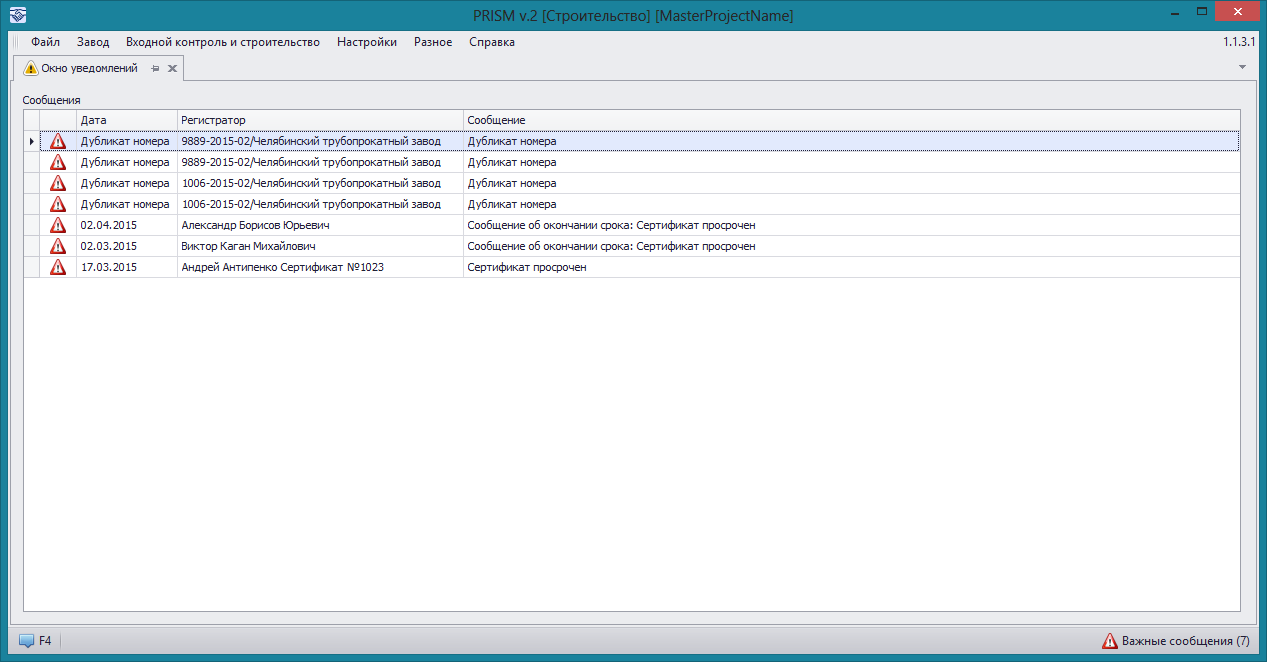 PRISM v.2 [Строительство] [MasterProjectName]
Файл Завод Входной контроль и строительство Настройки Разное Справка 1.1.3.1
Окно уведомлений
Сообщения
Дата Регистратор Сообщение
Дубликат номера 9889-2015-02/Челябинский трубопрокатный завод Дубликат номера
Дубликат номера 9889-2015-02/Челябинский трубопрокатный завод Дубликат номера
Дубликат номера 1006-2015-02/Челябинский трубопрокатный завод Дубликат номера
Дубликат номера 1006-2015-02/Челябинский трубопрокатный завод Дубликат номера
02.04.2015 Александр Борисов Юрьевич Сообщение об окончании срока: Сертификат просрочен
02.03.2015 Виктор Каган Михайлович Сообщение об окончании срока: Сертификат просрочен
17.03.2015 Андрей Антипенко Сертификат №1023 Сертификат просрочен
F4 Важные сообщения (7)